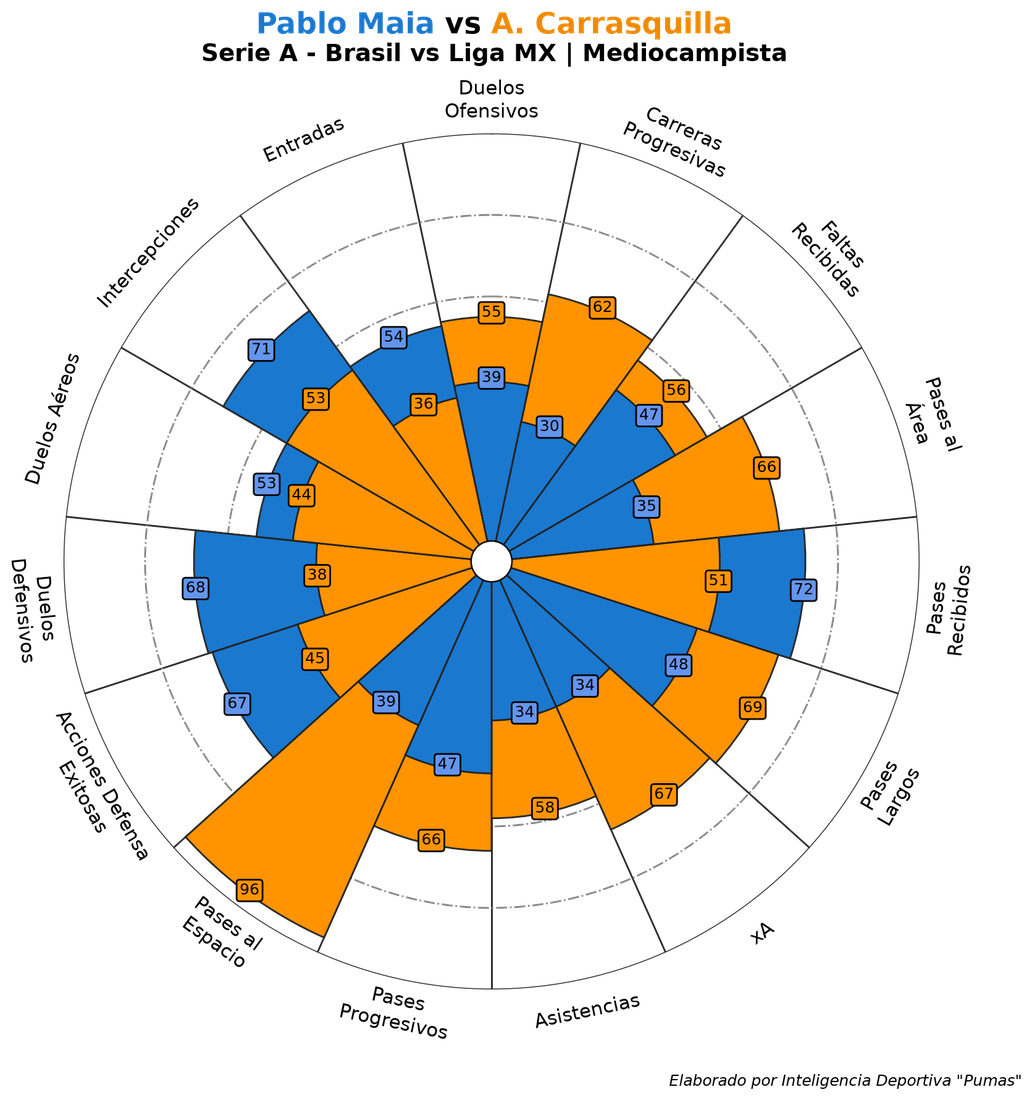 Pablo Maia vs A. Carrasquilla
Serie A - Brasil vs Liga MX | Mediocampista
Duelos
Ofensivos
55
39
Carreras
Progresivas
62
30
Faltas
Recibidas
56
47
Pases al
Área
66
35
Pases
Recibidos
51
72
Pases
Largos
48
69
xA
34
67
Asistencias
34
58
Pases
Progresivos
47
66
Pases al
Espacio
39
96
Acciones Defensa
Exitosas
45
67
Duelos
Defensivos
68
38
Duelos Aéreos
53
44
Intercepciones
71
53
Entradas
54
36
Elaborado por Inteligencia Deportiva "Pumas"